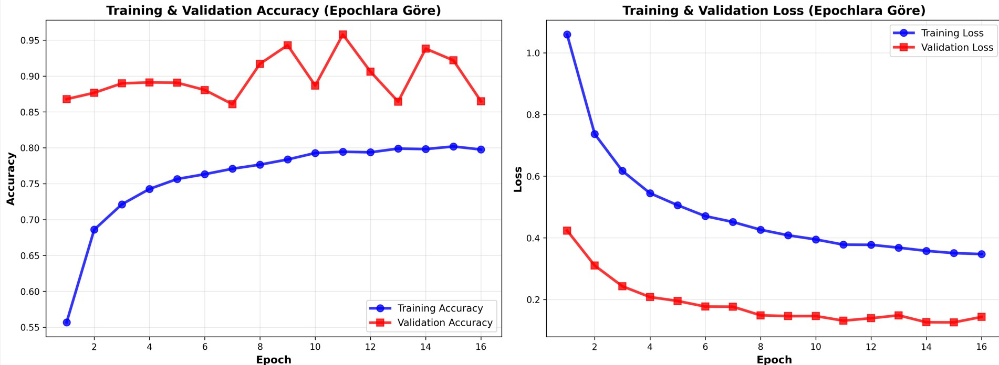 Training & Validation Accuracy (Epochlara Göre)
Accuracy
0.95
0.90
0.85
0.80
0.75
0.70
0.65
0.60
0.55
Training Accuracy
Validation Accuracy
2 4 6 8 10 12 14 16
Epoch
Training & Validation Loss (Epochlara Göre)
Training Loss
Validation Loss
Loss
1.0
0.8
0.6
0.4
0.2
2 4 6 8 10 12 14 16
Epoch